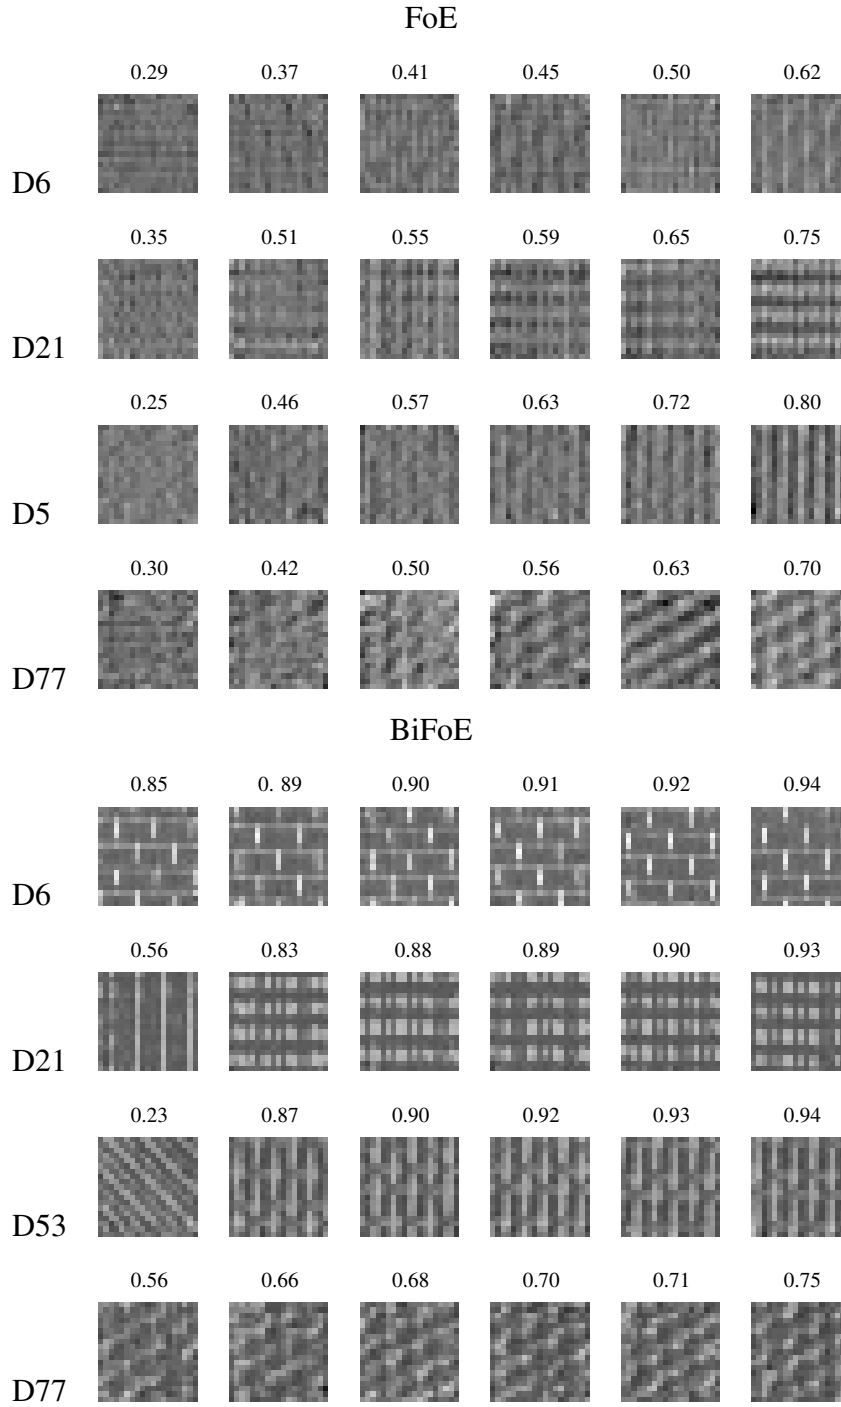 FoE
0.29 0.37 0.41 0.45 0.50 0.62
D6
0.35 0.51 0.55 0.59 0.65 0.75
D21
0.25 0.46 0.57 0.63 0.72 0.80
D5
0.30 0.42 0.50 0.56 0.63 0.70
D77
BiFoE
0.85 0. 89 0.90 0.91 0.92 0.94
D6
0.56 0.83 0.88 0.89 0.90 0.93
D21
0.23 0.87 0.90 0.92 0.93 0.94
D53
0.56 0.66 0.68 0.70 0.71 0.75
D77